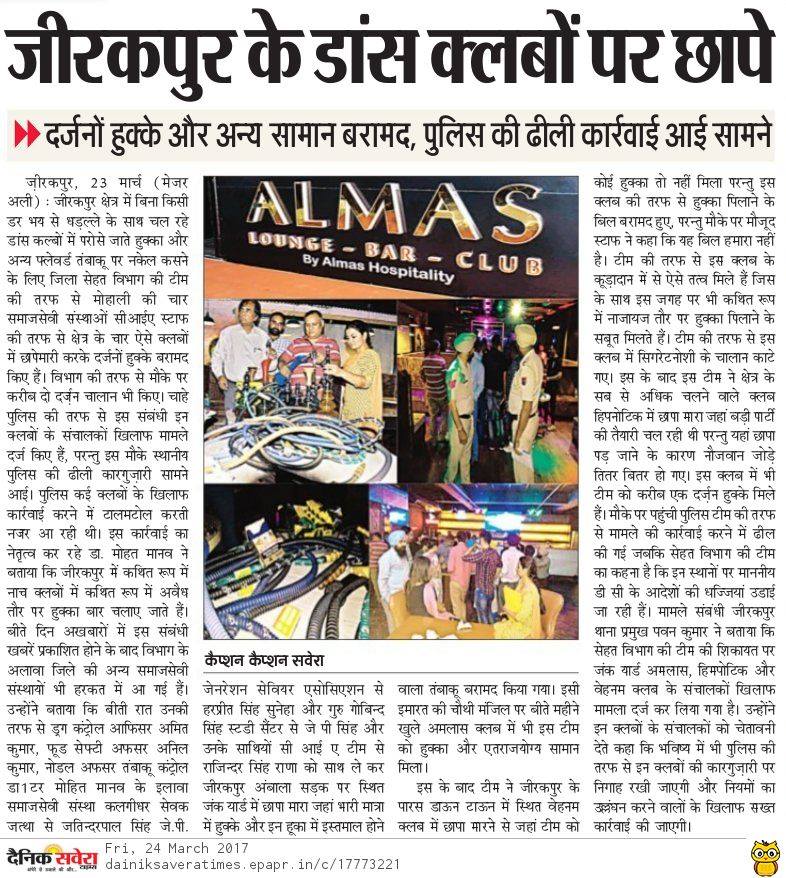 जीरकपुर के डांस क्लबों पर छापे
दर्जनों हुक्के और अन्य सामान बरामद, पुलिस की ढीली कार्रवाई आई सामने
ज़ीरकपुर, 23 मार्च (मेजर
अली) : जीरकपुर क्षेत्र में बिना किसी
डर भय से धड़ल्ले के साथ चल रहे
डांस कल्बों में परोसे जाते हुक्का और
अन्य फ्लेवर्ड तंबाकू पर नकेल कसने
के लिए जिला सेहत विभाग की टीम
की तरफ से मोहाली की चार
समाजसेवी संस्थाओं सीआईए स्टाफ
की तरफ से क्षेत्र के चार ऐसे क्लबों
में छापेमारी करके दर्जनों हुक्के बरामद
किए हैं। विभाग की तरफ से मौके पर
करीब दो दर्ज़न चालान भी किए। चाहे
पुलिस की तरफ से इस संबंधी इन
क्लबों के संचालकों खिलाफ मामले
दर्ज किए हैं, परन्तु इस मौके स्थानीय
पुलिस की ढीली कारगुज़ारी सामने
आई। पुलिस कई क्लबों के खिलाफ
कार्रवाई करने में टालमटोल करती
नजर आ रही थी। इस कार्रवाई का
नेतृत्व कर रहे डा. मोहत मानव ने
बताया कि जीरकपुर में कथित रूप में
नाच क्लबों में कथित रूप में अवैध
तौर पर हुक्का बार चलाए जाते हैं।
बीते दिन अखबारों में इस संबंधी
खबरें प्रकाशित होने के बाद विभाग के
अलावा जिले की अन्य समाजसेवी
संस्थायों भी हरकत में आ गई हैं।
उन्होंने बताया कि बीती रात उनकी
तरफ से ड्रग कंट्रोल आफिसर अमित
कुमार, फूड सेफ्टी अफसर अनिल
कुमार, नोडल अफसर तंबाकू कंट्रोल
डा1टर मोहित मानव के इलावा
समाजसेवी संस्था कलगीधर सेवक
जत्था से जतिन्दरपाल सिंह जे.पी.
ALMAS
LOUNGE - BAR - CLUB
By Almas Hospitality
कैप्शन कैप्शन सवेरा
जेनरेशन सेवियर एसोसिएशन से
हरप्रीत सिंह सुनेहा और गुरु गोबिन्द
सिंह स्टडी सैंटर से जे पी सिंह और
उनके साथियों सी आई ए टीम से
राजिन्दर सिंह राणा को साथ ले कर
जीरकपुर अंबाला सड़क पर स्थित
जंक यार्ड में छापा मारा जहां भारी मात्रा
में हुक्के और इन हूका में इस्तमाल होने
वाला तंबाकू बरामद किया गया। इसी
इमारत की चौथी मंजिल पर बीते महीने
खुले अमलास क्लब में भी इस टीम
को हुक्का और एतराजयोग्य सामान
मिला।
इस के बाद टीम ने जीरकपुर के
पारस डाऊन टाऊन में स्थित वेहनम
क्लब में छापा मारने से जहां टीम को
कोई हुक्का तो नहीं मिला परन्तु इस
क्लब की तरफ से हुक्का पिलाने के
बिल बरामद हुए, परन्तु मौके पर मौजूद
स्टाफ ने कहा कि यह बिल हमारा नहीं
है। टीम की तरफ से इस क्लब के
कूड़ादान में से ऐसे तत्व मिले हैं जिस
के साथ इस जगह पर भी कथित रूप
में नाजायज तौर पर हुक्का पिलाने के
सबूत मिलते हैं। टीम की तरफ से इस
क्लब में सिगरेटनोशी के चालान काटे
गए। इस के बाद इस टीम ने क्षेत्र के
सब से अधिक चलने वाले क्लब
हिपनोटिक में छापा मारा जहां बड़ी पार्टी
की तैयारी चल रही थी परन्तु यहां छापा
पड़ जाने के कारण नौजवान जोड़े
तितर बितर हो गए। इस क्लब में भी
टीम को करीब एक दर्ज़न हुक्के मिले
हैं। मौके पर पहुंची पुलिस टीम की तरफ
से मामले की कार्रवाई करने में ढील
की गई जबकि सेहत विभाग की टीम
का कहना है कि इन स्थानों पर माननीय
डी सी के आदेशों की धज्जियां उडाई
जा रही हैं। मामले संबंधी जीरकपुर
थाना प्रमुख पवन कुमार ने बताया कि
सेहत विभाग की टीम की शिकायत पर
जंक यार्ड अमलास, हिमपोटिक और
वेहनम क्लब के संचालकों खिलाफ
मामला दर्ज कर लिया गया है। उन्होंने
इन क्लबों के संचालकों को चेतावनी
देते कहा कि भविष्य में भी पुलिस की
तरफ से इन क्लबों की कारगुज़ारी पर
निगाह रखी जाएगी और नियमों का
उल्लंघन करने वालों के खिलाफ सख्त
कार्रवाई की जाएगी।
दैनिक सवेरा
टाइम्स
Fri, 24 March 2017
dainiksaveratimes.epapr.in/c/17773221